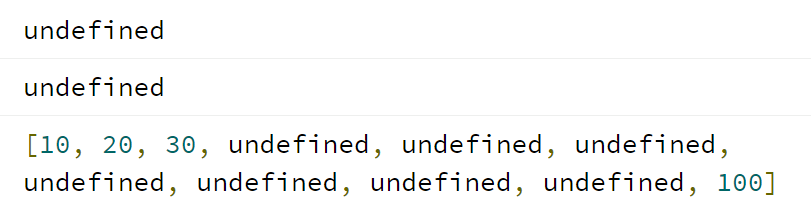 undefined
undefined
[10, 20, 30, undefined, undefined, undefined,
undefined, undefined, undefined, undefined, 100]